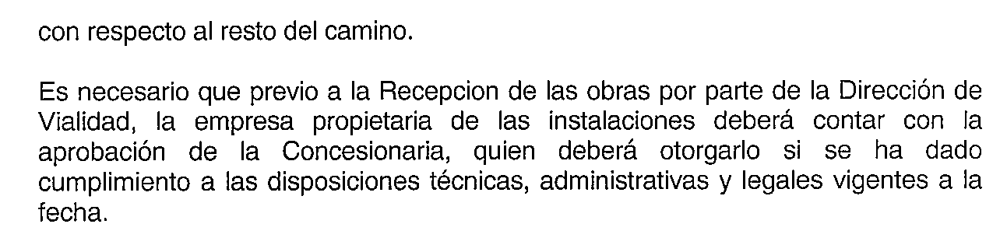 con respecto al resto del camino.
Es necesario que previo a la Recepcion de las obras por parte de la Dirección de
Vialidad, la empresa propietaria de las instalaciones deberá contar con la
aprobación de la Concesionaria, quien deberá otorgarlo si se ha dado
cumplimiento a las disposiciones técnicas, administrativas y legales vigentes a la
fecha.